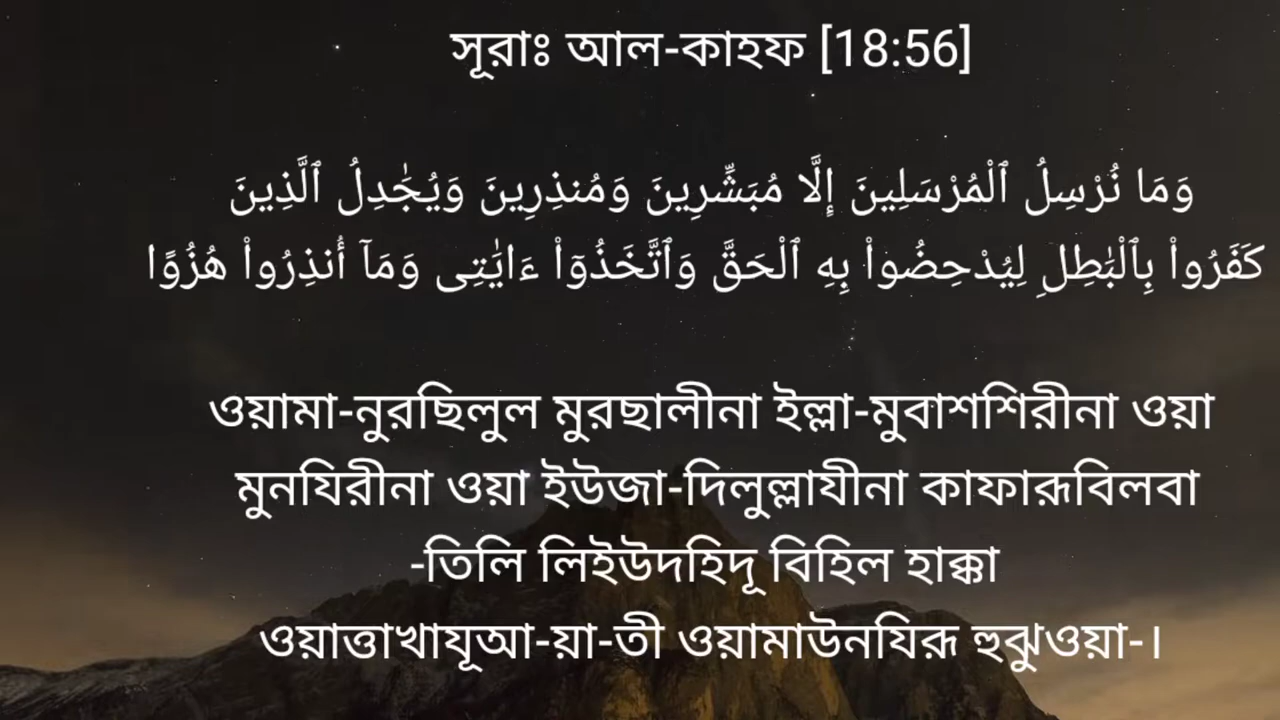 সূরাঃ আল-কাহফ [18:56]
وَمَا نُرْسِلُ ٱلْمُرْسَلِينَ إِلَّا مُبَشِّرِينَ وَمُنذِرِينَ وَيُجَٰدِلُ ٱلَّذِينَ
كَفَرُوا۟ بِٱلْبَٰطِلِ لِيُدْحِضُوا۟ بِهِ ٱلْحَقَّ وَٱتَّخَذُوٓا۟ ءَايَٰتِى وَمَآ أُنذِرُوا۟ هُزُوًا
ওয়ামা-নুরছিলুল মুরছালীনা ইল্লা-মুবাশশিরীনা ওয়া
মুনযিরীনা ওয়া ইউজা-দিলুল্লাযীনা কাফারূবিলবা
-তিলি লিইউদহিদূ বিহিল হাক্কা
ওয়াত্তাখাযূআ-য়া-তী ওয়ামাউনযিরূ হুঝুওয়া-।